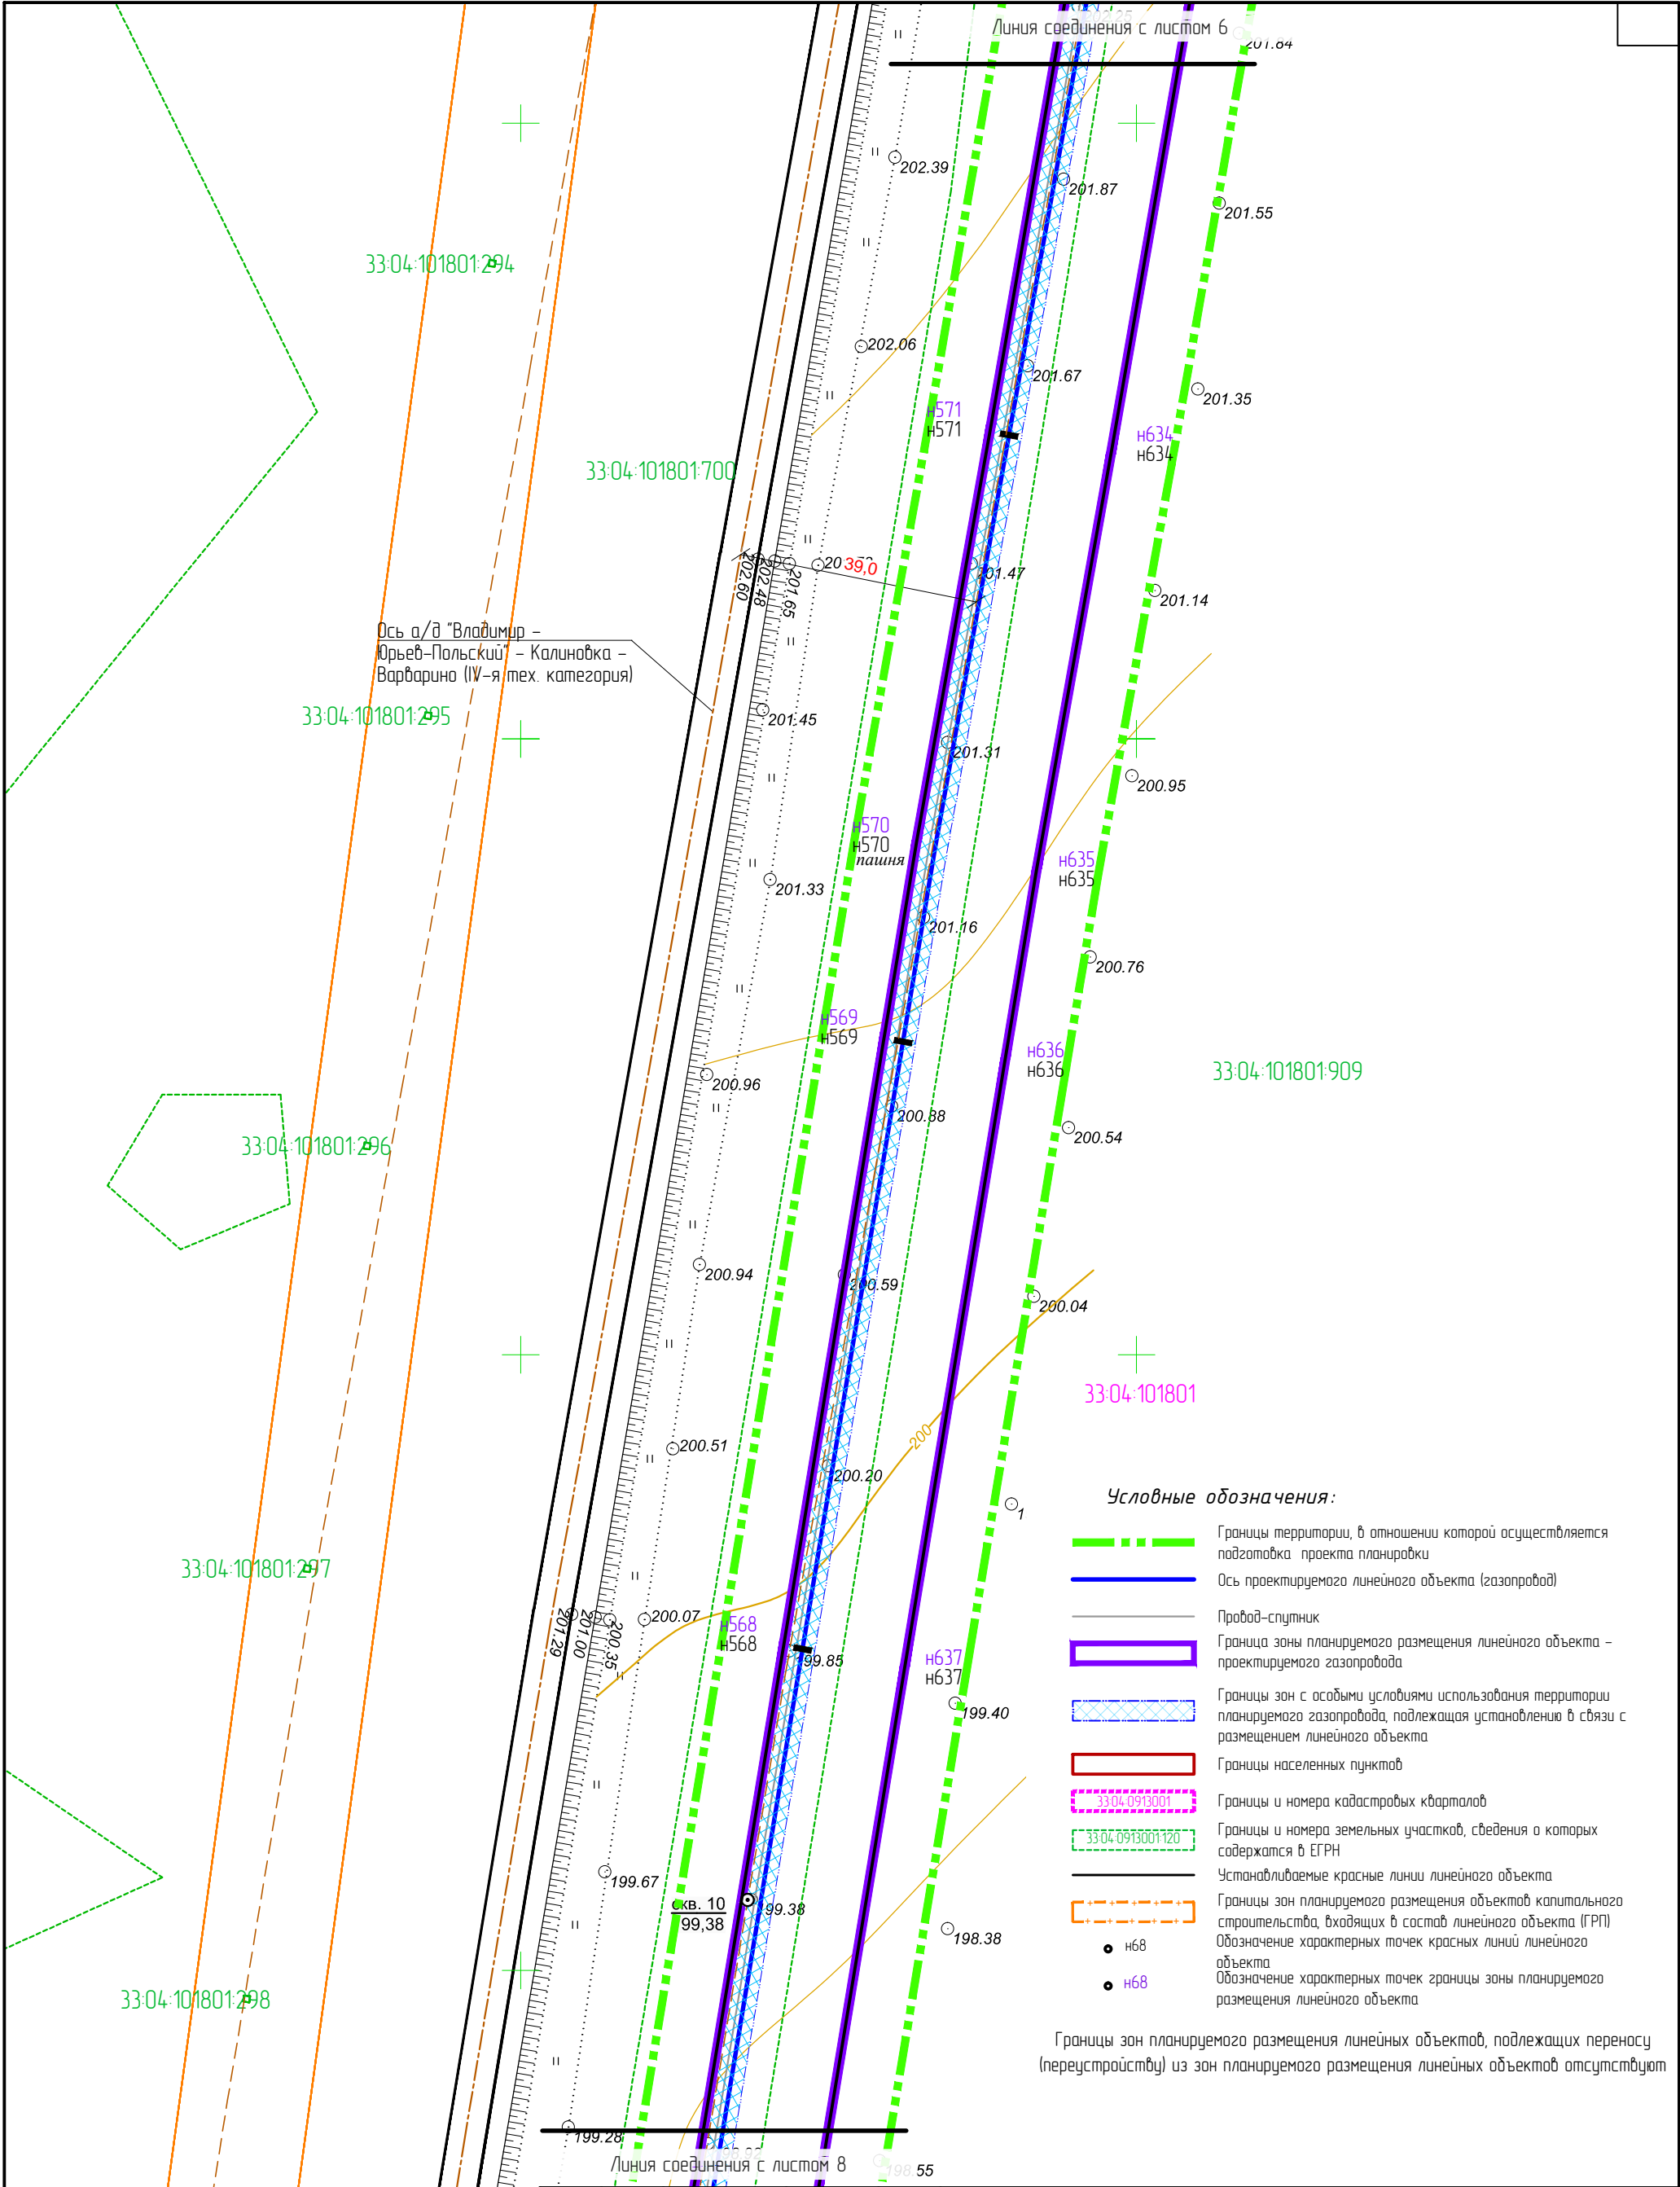 Линия соединения с листом 6
201.84
202.39
201.87
201.55
33:04:101801:294
202.06
201.67
201.35
н571
н571
н634
н634
33:04:101801:700
202.60
202.48
201.65
39,0
201.47
201.14
Ось а/д "Владимир –
Юрьев-Польский" – Калиновка –
Варварино (IV-я тех. категория)
33:04:101801:295
201.45
201.31
200.95
н570
н570
пашня
н635
н635
201.33
201.16
200.76
н569
н569
н636
н636
33:04:101801:909
200.96
200.88
200.54
33:04:101801:296
200.94
200.59
200.04
33:04:101801
200
200.51
200.20
1
33:04:101801:297
201.29
201.00
200.35
200.07
н568
н568
99.85
н637
н637
199.40
199.67
скв. 10
99,38
99.38
198.38
33:04:101801:298
199.28
198.55
Линия соединения с листом 8
Условные обозначения:
Границы территории, в отношении которой осуществляется
подготовка проекта планировки
Ось проектируемого линейного объекта (газопровод)
Провод-спутник
Граница зоны планируемого размещения линейного объекта –
проектируемого газопровода
Границы зон с особыми условиями использования территории
планируемого газопровода, подлежащая установлению в связи с
размещением линейного объекта
Границы населенных пунктов
33:04:0913001
Границы и номера кадастровых кварталов
33:04:0913001:120
Границы и номера земельных участков, сведения о которых
содержатся в ЕГРН
Устанавливаемые красные линии линейного объекта
Границы зон планируемого размещения объектов капитального
строительства, входящих в состав линейного объекта (ГРП)
н68
Обозначение характерных точек красных линий линейного
объекта
н68
Обозначение характерных точек границы зоны планируемого
размещения линейного объекта
Границы зон планируемого размещения линейных объектов, подлежащих переносу
(переустройству) из зон планируемого размещения линейных объектов отсутствуют